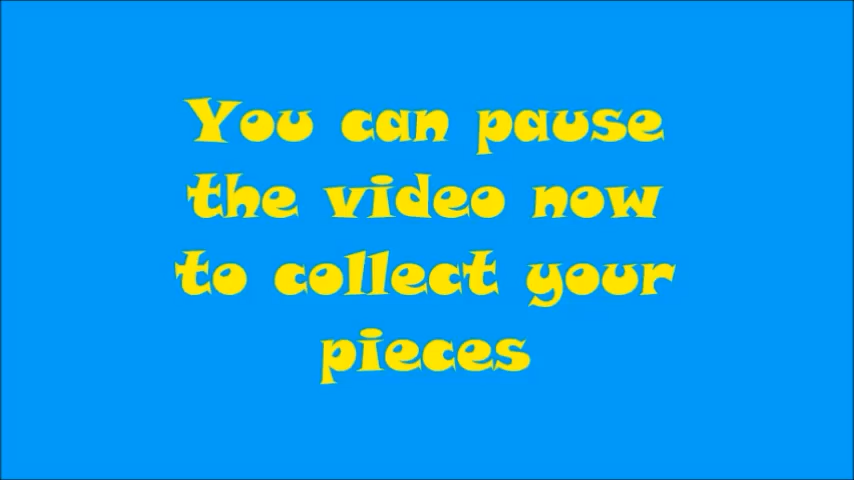 You can pause
the video now
to collect your
pieces